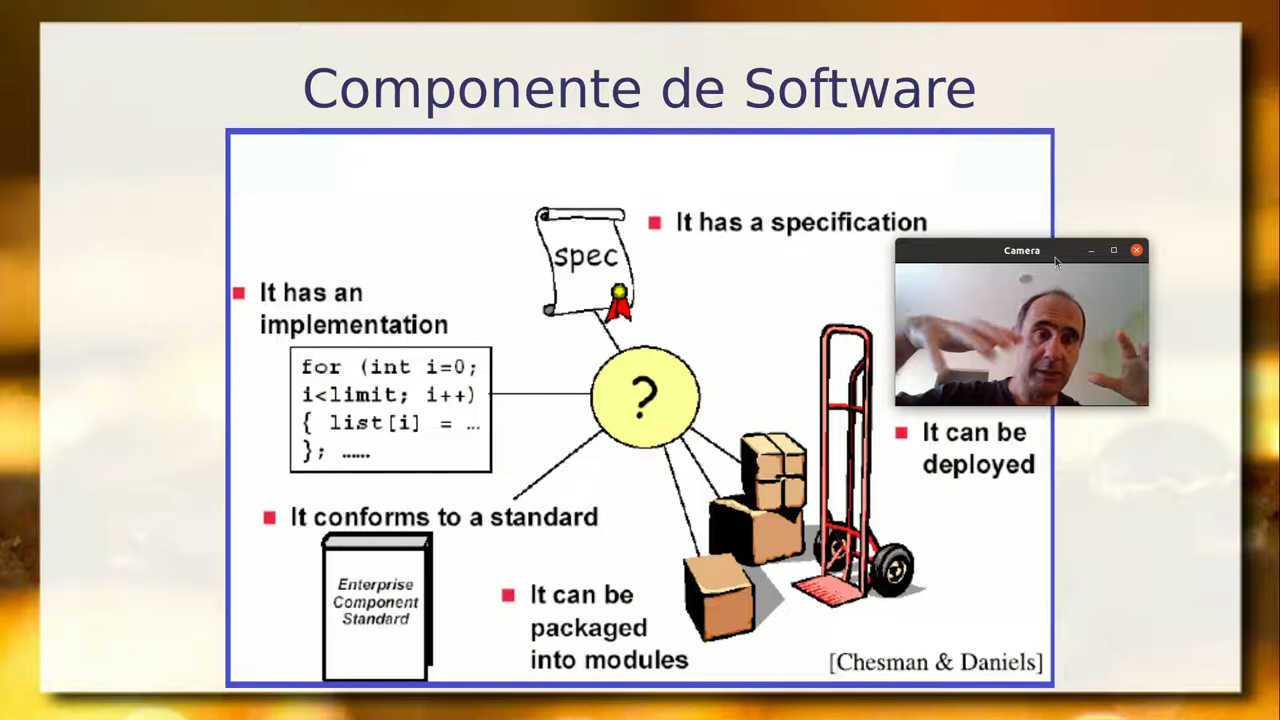 Componente de Software
It has a specification
spec
Camera
It has an
implementation
for (int i=0;
i<limit; i++)
{ list[i] = …
}; ……
?
It can be
deployed
It conforms to a standard
Enterprise
Component
Standard
It can be
packaged
into modules
[Chesman & Daniels]